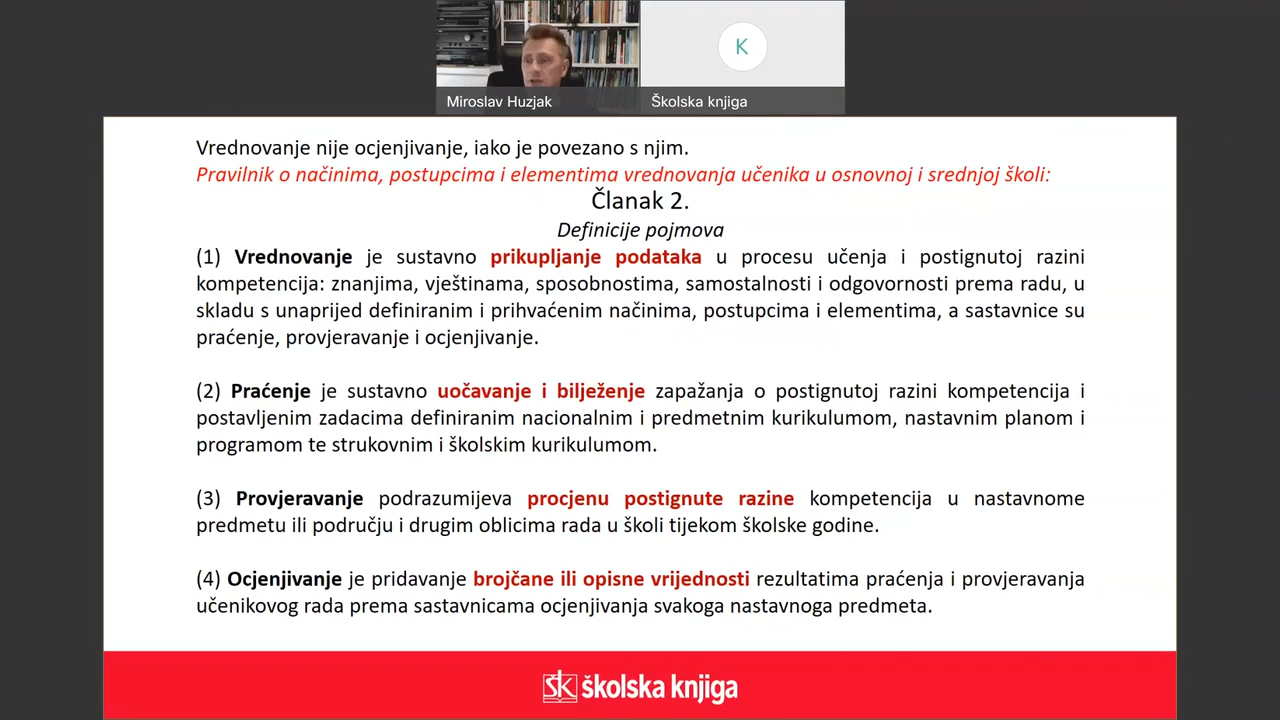 Miroslav Huzjak
K
Školska knjiga
Vrednovanje nije ocjenjivanje, iako je povezano s njim.
Pravilnik o načinima, postupcima i elementima vrednovanja učenika u osnovnoj i srednjoj školi:
Članak 2.
Definicije pojmova
(1) Vrednovanje je sustavno prikupljanje podataka u procesu učenja i postignutoj razini
kompetencija: znanjima, vještinama, sposobnostima, samostalnosti i odgovornosti prema radu, u
skladu s unaprijed definiranim i prihvaćenim načinima, postupcima i elementima, a sastavnice su
praćenje, provjeravanje i ocjenjivanje.
(2) Praćenje je sustavno uočavanje i bilježenje zapažanja o postignutoj razini kompetencija i
postavljenim zadacima definiranim nacionalnim i predmetnim kurikulumom, nastavnim planom i
programom te strukovnim i školskim kurikulumom.
(3) Provjeravanje podrazumijeva procjenu postignute razine kompetencija u nastavnome
predmetu ili području i drugim oblicima rada u školi tijekom školske godine.
(4) Ocjenjivanje je pridavanje brojčane ili opisne vrijednosti rezultatima praćenja i provjeravanja
učenikovog rada prema sastavnicama ocjenjivanja svakoga nastavnoga predmeta.
ŠK školska knjiga